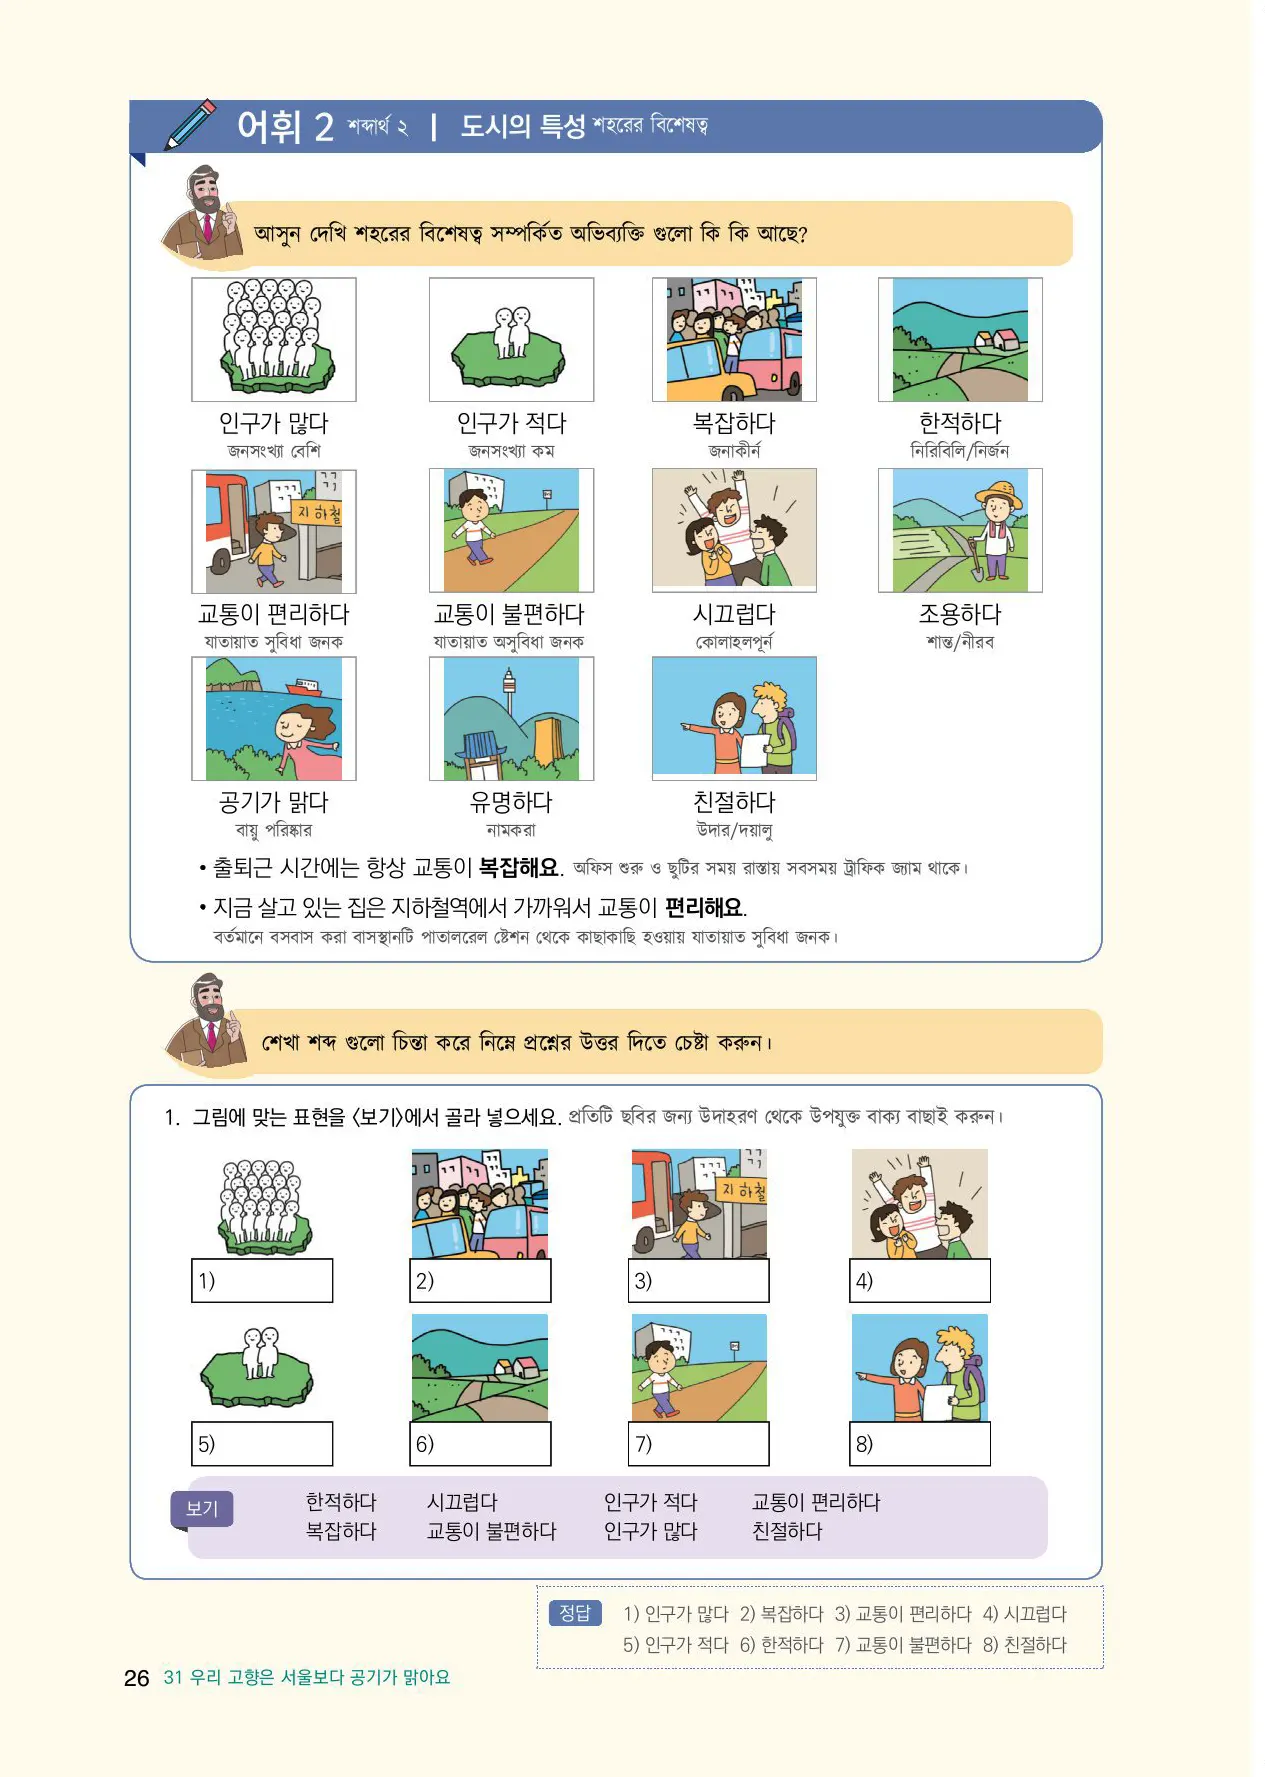 어휘 2 শব্দার্থ ২ | 도시의 특성 শহরের বিশেষত্ব
আসুন দেখি শহরের বিশেষত্ব সম্পর্কিত অভিব্যক্তি গুলো কি কি আছে?
인구가 많다 인구가 적다 복잡하다 한적하다
জনসংখ্যা বেশি জনসংখ্যা কম জনাকীর্ন নিরিবিলি/নির্জন
지하철
교통이 편리하다 교통이 불편하다 시끄럽다 조용하다
যাতায়াত সুবিধা জনক যাতায়াত অসুবিধা জনক কোলাহলপূর্ন শান্ত/নীরব
공기가 맑다 유명하다 친절하다
বায়ু পরিষ্কার নামকরা উদার/দয়ালু
• 출퇴근 시간에는 항상 교통이 복잡해요. অফিস শুরু ও ছুটির সময় রাস্তায় সবসময় ট্রাফিক জ্যাম থাকে।
• 지금 살고 있는 집은 지하철역에서 가까워서 교통이 편리해요.
বর্তমানে বসবাস করা বাসস্থানটি পাতালরেল ষ্টেশন থেকে কাছাকাছি হওয়ায় যাতায়াত সুবিধা জনক।
শেখা শব্দ গুলো চিন্তা করে নিম্নে প্রশ্নের উত্তর দিতে চেষ্টা করুন।
1. 그림에 맞는 표현을 〈보기〉에서 골라 넣으세요. প্রতিটি ছবির জন্য উদাহরণ থেকে উপযুক্ত বাক্য বাছাই করুন।
지하철
1) 2) 3) 4)
5) 6) 7) 8)
보기
한적하다 시끄럽다 인구가 적다 교통이 편리하다
복잡하다 교통이 불편하다 인구가 많다 친절하다
정답 1) 인구가 많다 2) 복잡하다 3) 교통이 편리하다 4) 시끄럽다
5) 인구가 적다 6) 한적하다 7) 교통이 불편하다 8) 친절하다
26 31 우리 고향은 서울보다 공기가 맑아요